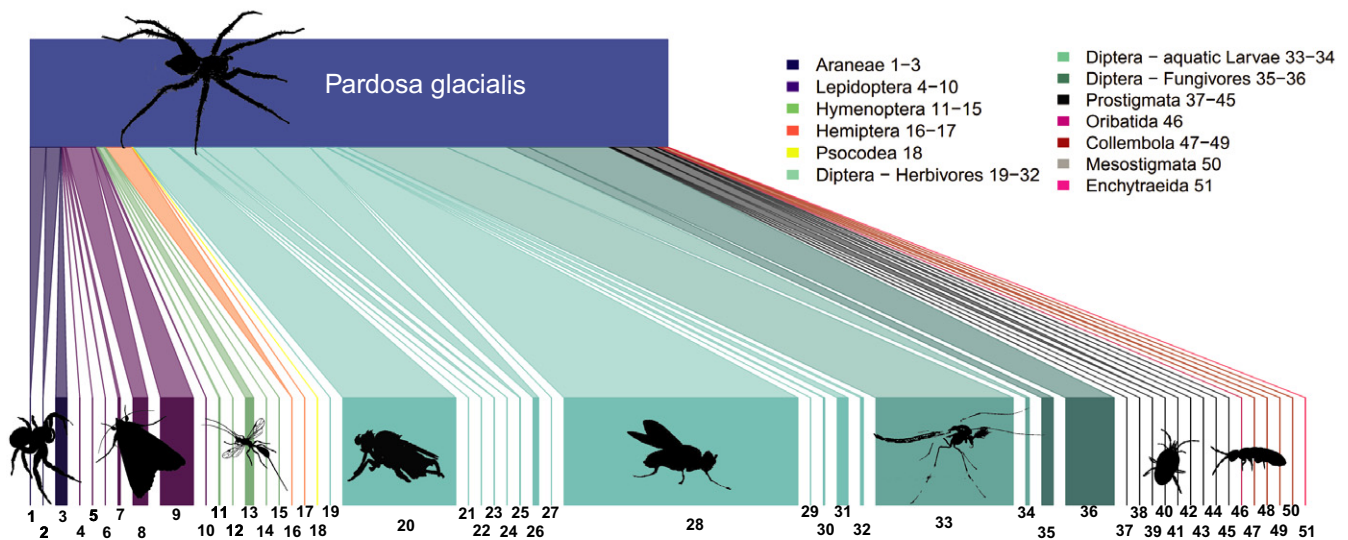 Pardosa glacialis
Araneae 1−3
Lepidoptera 4−10
Hymenoptera 11−15
Hemiptera 16−17
Psocodea 18
Diptera − Herbivores 19−32
Diptera − aquatic Larvae 33−34
Diptera − Fungivores 35−36
Prostigmata 37−45
Oribatida 46
Collembola 47−49
Mesostigmata 50
Enchytraeida 51
1 3 5 7 9 11 13 15 17 19 21 23 25 27 29 31 34 36 38 40 42 44 46 48 50
2 4 6 8 10 12 14 16 18 20 22 24 26 28 30 32 33 35 37 39 41 43 45 47 49 51